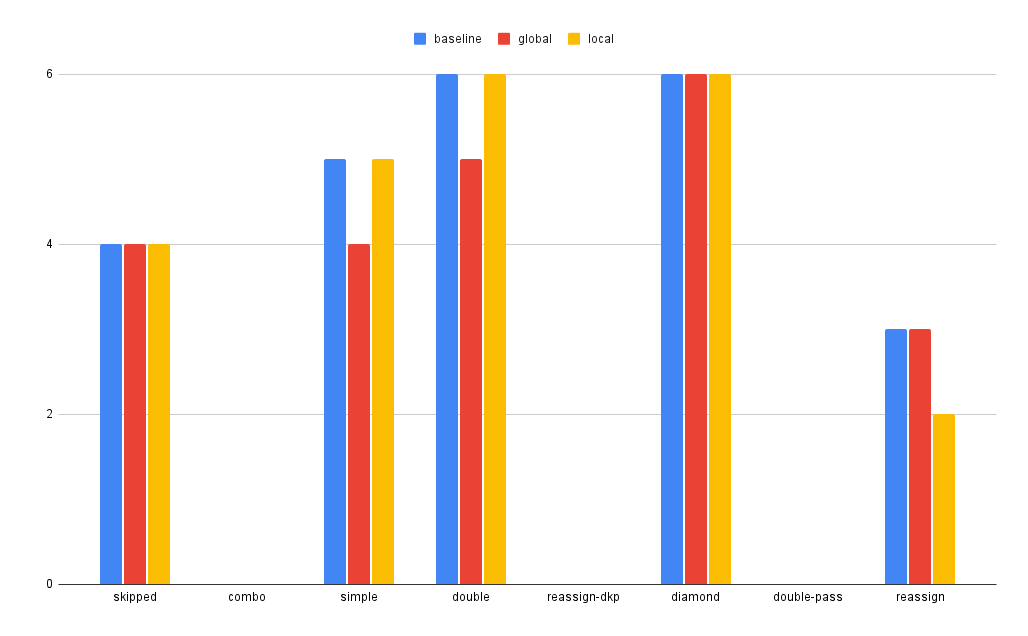 baseline global local
6
4
2
0
skipped combo simple double reassign-dkp diamond double-pass reassign